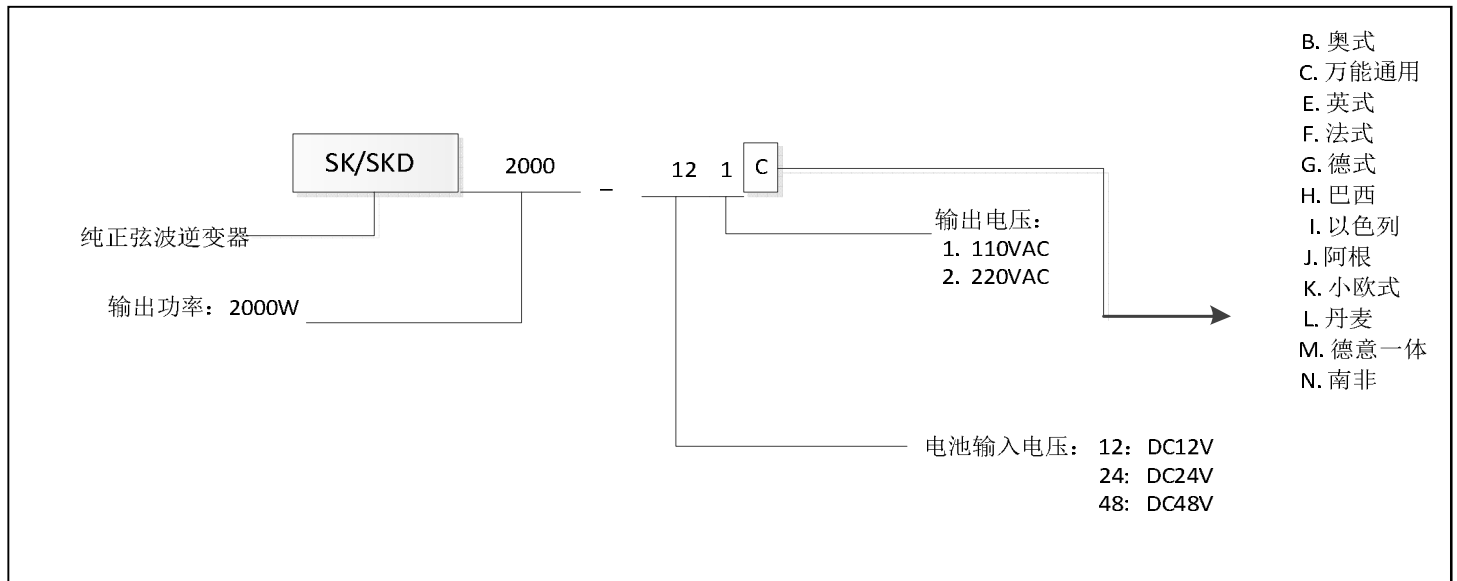 B. 奥式
C. 万能通用
E. 英式
F. 法式
G. 德式
H. 巴西
I. 以色列
J. 阿根
K. 小欧式
L. 丹麦
M. 德意一体
N. 南非
SK/SKD 2000 – 12 1 C
纯正弦波逆变器
输出功率：2000W
输出电压：
1. 110VAC
2. 220VAC
电池输入电压： 12： DC12V
24: DC24V
48: DC48V